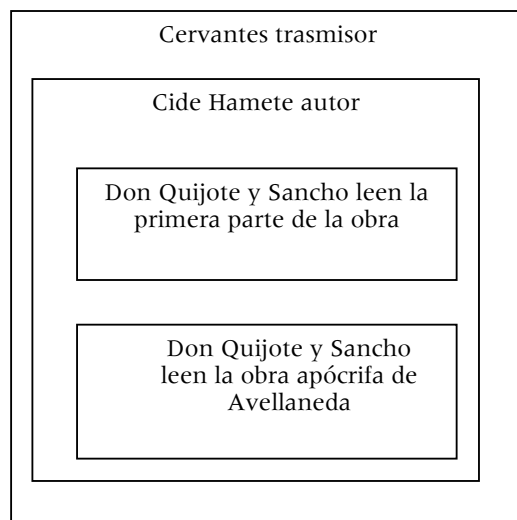 Cervantes trasmisor
Cide Hamete autor
Don Quijote y Sancho leen la
primera parte de la obra
Don Quijote y Sancho
leen la obra apócrifa de
Avellaneda